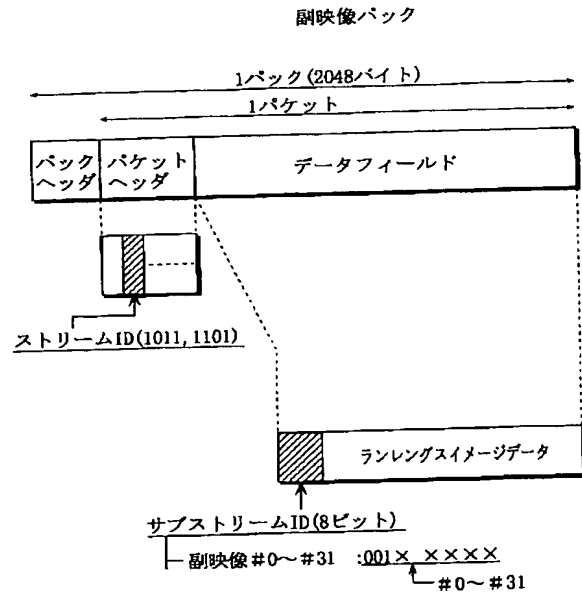 副映像パック
1パック(2048バイト)
1パケット
パック
ヘッダ
パケット
ヘッダ
データフィールド
ストリームID(1011,1101)
ランレングスイメージデータ
サブストリームID(8ビット)
副映像#0～#31 :001× ××××
#0～#31